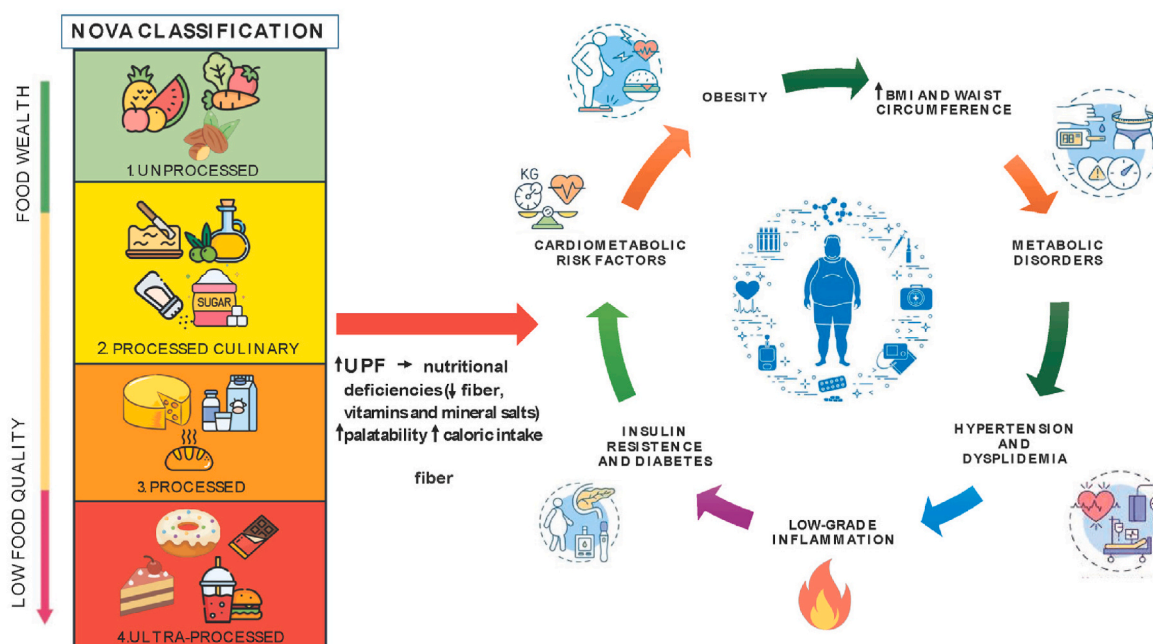 NOVA CLASSIFICATION
FOOD WEALTH
LOW FOOD QUALITY
1. UNPROCESSED
SUGAR
2. PROCESSED CULINARY
3. PROCESSED
4.ULTRA-PROCESSED
↑UPF → nutritional
deficiencies(↓ fiber,
vitamins and mineral salts)
↑palatability ↑ caloric intake
fiber
OBESITY
↑BMI AND WAIST
CIRCUMFERENCE
METABOLIC
DISORDERS
HYPERTENSION
AND
DYSPLIDEMIA
LOW-GRADE
INFLAMMATION
INSULIN
RESISTENCE
AND DIABETES
KG
CARDIOMETABOLIC
RISK FACTORS